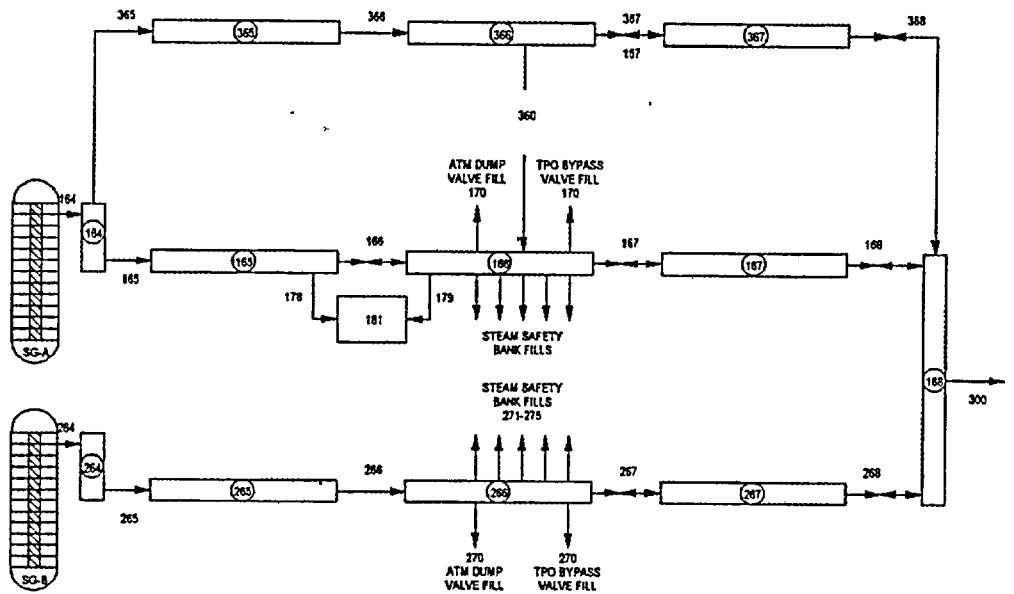 365
366
367
368
365
366
367
157
360
ATM DUMP
VALVE FILL
170
TPO BYPASS
VALVE FILL
170
164
184
165
163
166
166
167
167
168
178
179
181
STEAM SAFETY
BANK FILLS
SG-A
STEAM SAFETY
BANK FILLS
271-275
168
300
264
264
265
265
266
266
267
267
268
270
ATM DUMP
VALVE FILL
270
TPO BYPASS
VALVE FILL
SG-B